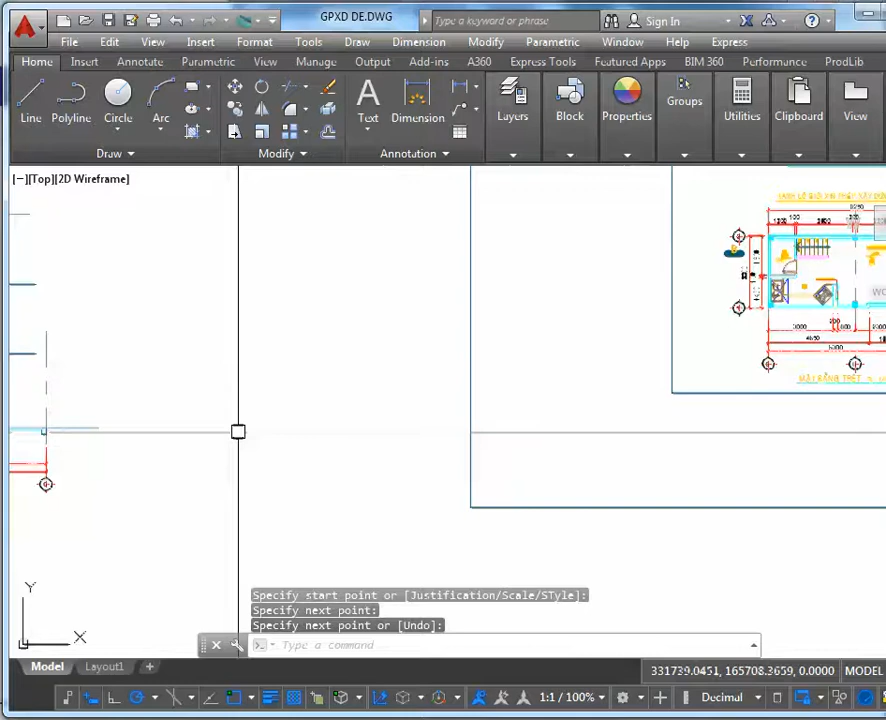 GPXD DE.DWG
Type a keyword or phrase
Sign In
File Edit View Insert Format Tools Draw Dimension Modify Parametric Window Help Express
Home Insert Annotate Parametric View Manage Output Add-ins A360 Express Tools Featured Apps BIM 360 Performance ProdLib
Line Polyline Circle Arc Text Dimension Layers Block Properties Groups Utilities Clipboard View
Draw Modify Annotation
[−][Top][2D Wireframe]
Y
X
Specify start point or [Justification/Scale/STyle]:
Specify next point:
Specify next point or [Undo]:
Type a command
Model Layout1
331739.0451, 165708.3659, 0.0000 MODEL
1:1 / 100% Decimal